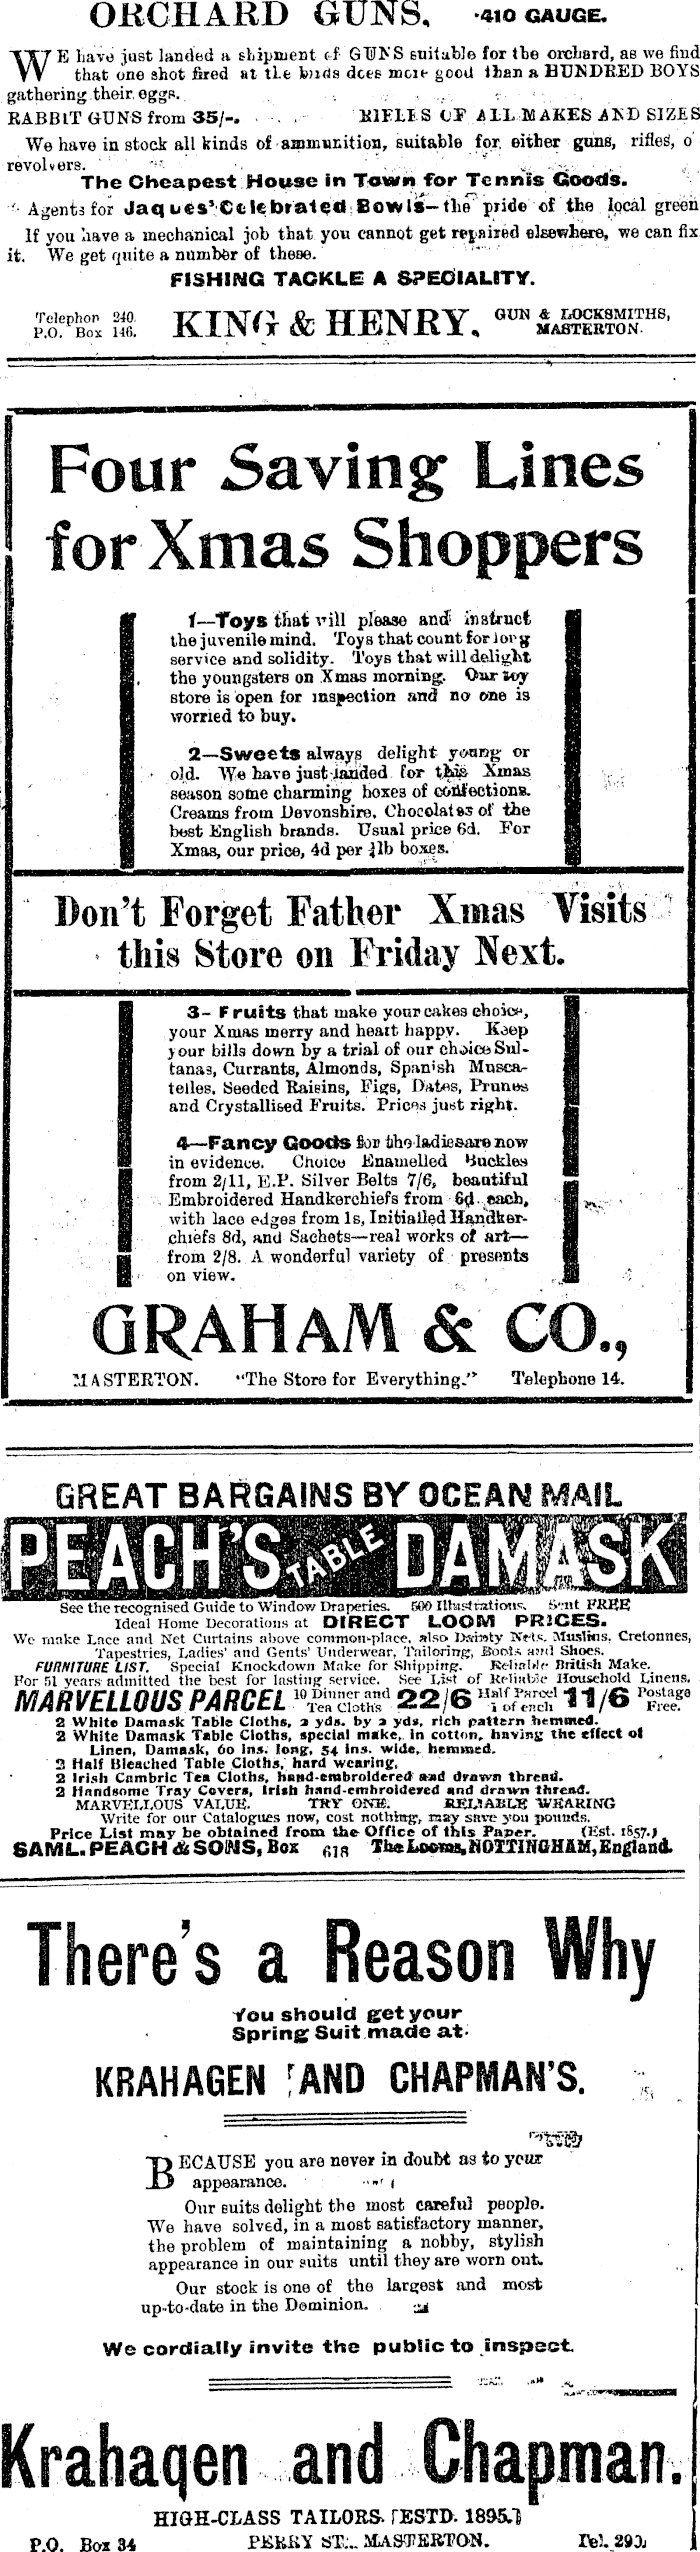 ORCHARD GUNS, ·410 GAUGE.
WE have just landed a shipment of GUNS suitable for the orchard, as we find
that one shot fired at the birds does more good than a HUNDRED BOYS
gathering their eggs.
RABBIT GUNS from 35/-. RIFLES OF ALL MAKES AND SIZES
We have in stock all kinds of ammunition, suitable for either guns, rifles, o
revolvers.
The Cheapest House in Town for Tennis Goods.
Agents for Jaques' Celebrated Bowls—the pride of the local green
If you have a mechanical job that you cannot get repaired elsewhere, we can fix
it. We get quite a number of these.
FISHING TACKLE A SPECIALITY.
Telephon 240.
P.O. Box 146.
KING & HENRY,
GUN & LOCKSMITHS,
MASTERTON.
Four Saving Lines
for Xmas Shoppers
1—Toys that will please and instruct
the juvenile mind. Toys that count for long
service and solidity. Toys that will delight
the youngsters on Xmas morning. Our toy
store is open for inspection and no one is
worried to buy.
2—Sweets always delight young or
old. We have just landed for this Xmas
season some charming boxes of confections.
Creams from Devonshire, Chocolates of the
best English brands. Usual price 6d. For
Xmas, our price, 4d per ¼lb boxes.
Don't Forget Father Xmas Visits
this Store on Friday Next.
3- Fruits that make your cakes choice,
your Xmas merry and heart happy. Keep
your bills down by a trial of our choice Sul-
tanas, Currants, Almonds, Spanish Musca-
telles, Seeded Raisins, Figs, Dates, Prunes
and Crystallised Fruits. Prices just right.
4—Fancy Goods for the ladies are now
in evidence. Choice Enamelled Buckles
from 2/11, E.P. Silver Belts 7/6, beautiful
Embroidered Handkerchiefs from 6d each,
with lace edges from 1s, Initialled Handker-
chiefs 8d, and Sachets—real works of art—
from 2/8. A wonderful variety of presents
on view.
GRAHAM & CO.,
MASTERTON. "The Store for Everything." Telephone 14.
GREAT BARGAINS BY OCEAN MAIL
PEACH'S TABLE DAMASK
See the recognised Guide to Window Draperies. 500 Illustrations. Sent FREE
Ideal Home Decorations at DIRECT LOOM PRICES.
We make Lace and Net Curtains above common-place, also Dainty Nets, Muslins, Cretonnes,
Tapestries, Ladies' and Gents' Underwear, Tailoring, Boots and Shoes.
FURNITURE LIST. Special Knockdown Make for Shipping. Reliable British Make.
For 51 years admitted the best for lasting service. See List of Reliable Household Linens.
MARVELLOUS PARCEL 10 Dinner and Tea Cloths 22/6 Half Parcel 1 of each 11/6 Postage Free.
2 White Damask Table Cloths, 2 yds. by 2 yds, rich pattern hemmed.
2 White Damask Table Cloths, special make, in cotton, having the effect of
Linen, Damask, 60 ins. long, 54 ins. wide, hemmed.
2 Half Bleached Table Cloths, hard wearing,
2 Irish Cambric Tea Cloths, hand-embroidered and drawn thread.
2 Handsome Tray Covers, Irish hand-embroidered and drawn thread.
MARVELLOUS VALUE. TRY ONE. RELIABLE WEARING
Write for our Catalogues now, cost nothing, may save you pounds.
Price List may be obtained from the Office of this Paper. (Est. 1857.)
SAML. PEACH & SONS, Box 618 The Looms, NOTTINGHAM, England.
There's a Reason Why
You should get your
Spring Suit made at
KRAHAGEN AND CHAPMAN'S.
BECAUSE you are never in doubt as to your
appearance.
Our suits delight the most careful people.
We have solved, in a most satisfactory manner,
the problem of maintaining a nobby, stylish
appearance in our suits until they are worn out.
Our stock is one of the largest and most
up-to-date in the Dominion.
We cordially invite the public to inspect.
Krahagen and Chapman.
HIGH-CLASS TAILORS. [ESTD. 1895.]
P.O. Box 34 PERRY ST., MASTERTON. Tel. 290.